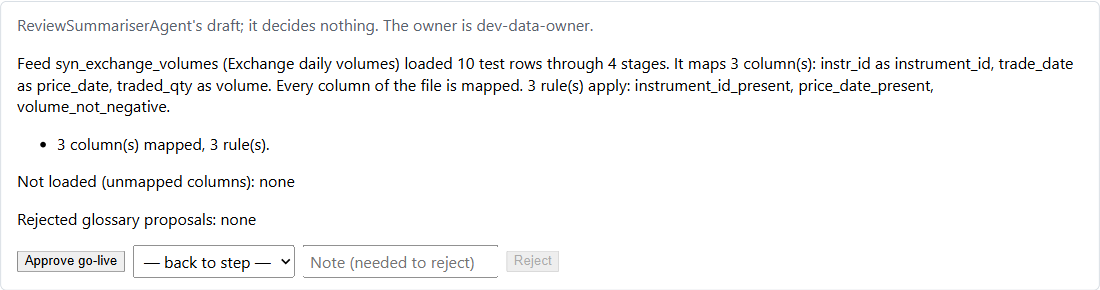 ReviewSummariserAgent's draft; it decides nothing. The owner is dev-data-owner.
Feed syn_exchange_volumes (Exchange daily volumes) loaded 10 test rows through 4 stages. It maps 3 column(s): instr_id as instrument_id, trade_date
as price_date, traded_qty as volume. Every column of the file is mapped. 3 rule(s) apply: instrument_id_present, price_date_present,
volume_not_negative.
• 3 column(s) mapped, 3 rule(s).
Not loaded (unmapped columns): none
Rejected glossary proposals: none
Approve go-live — back to step — Note (needed to reject) Reject